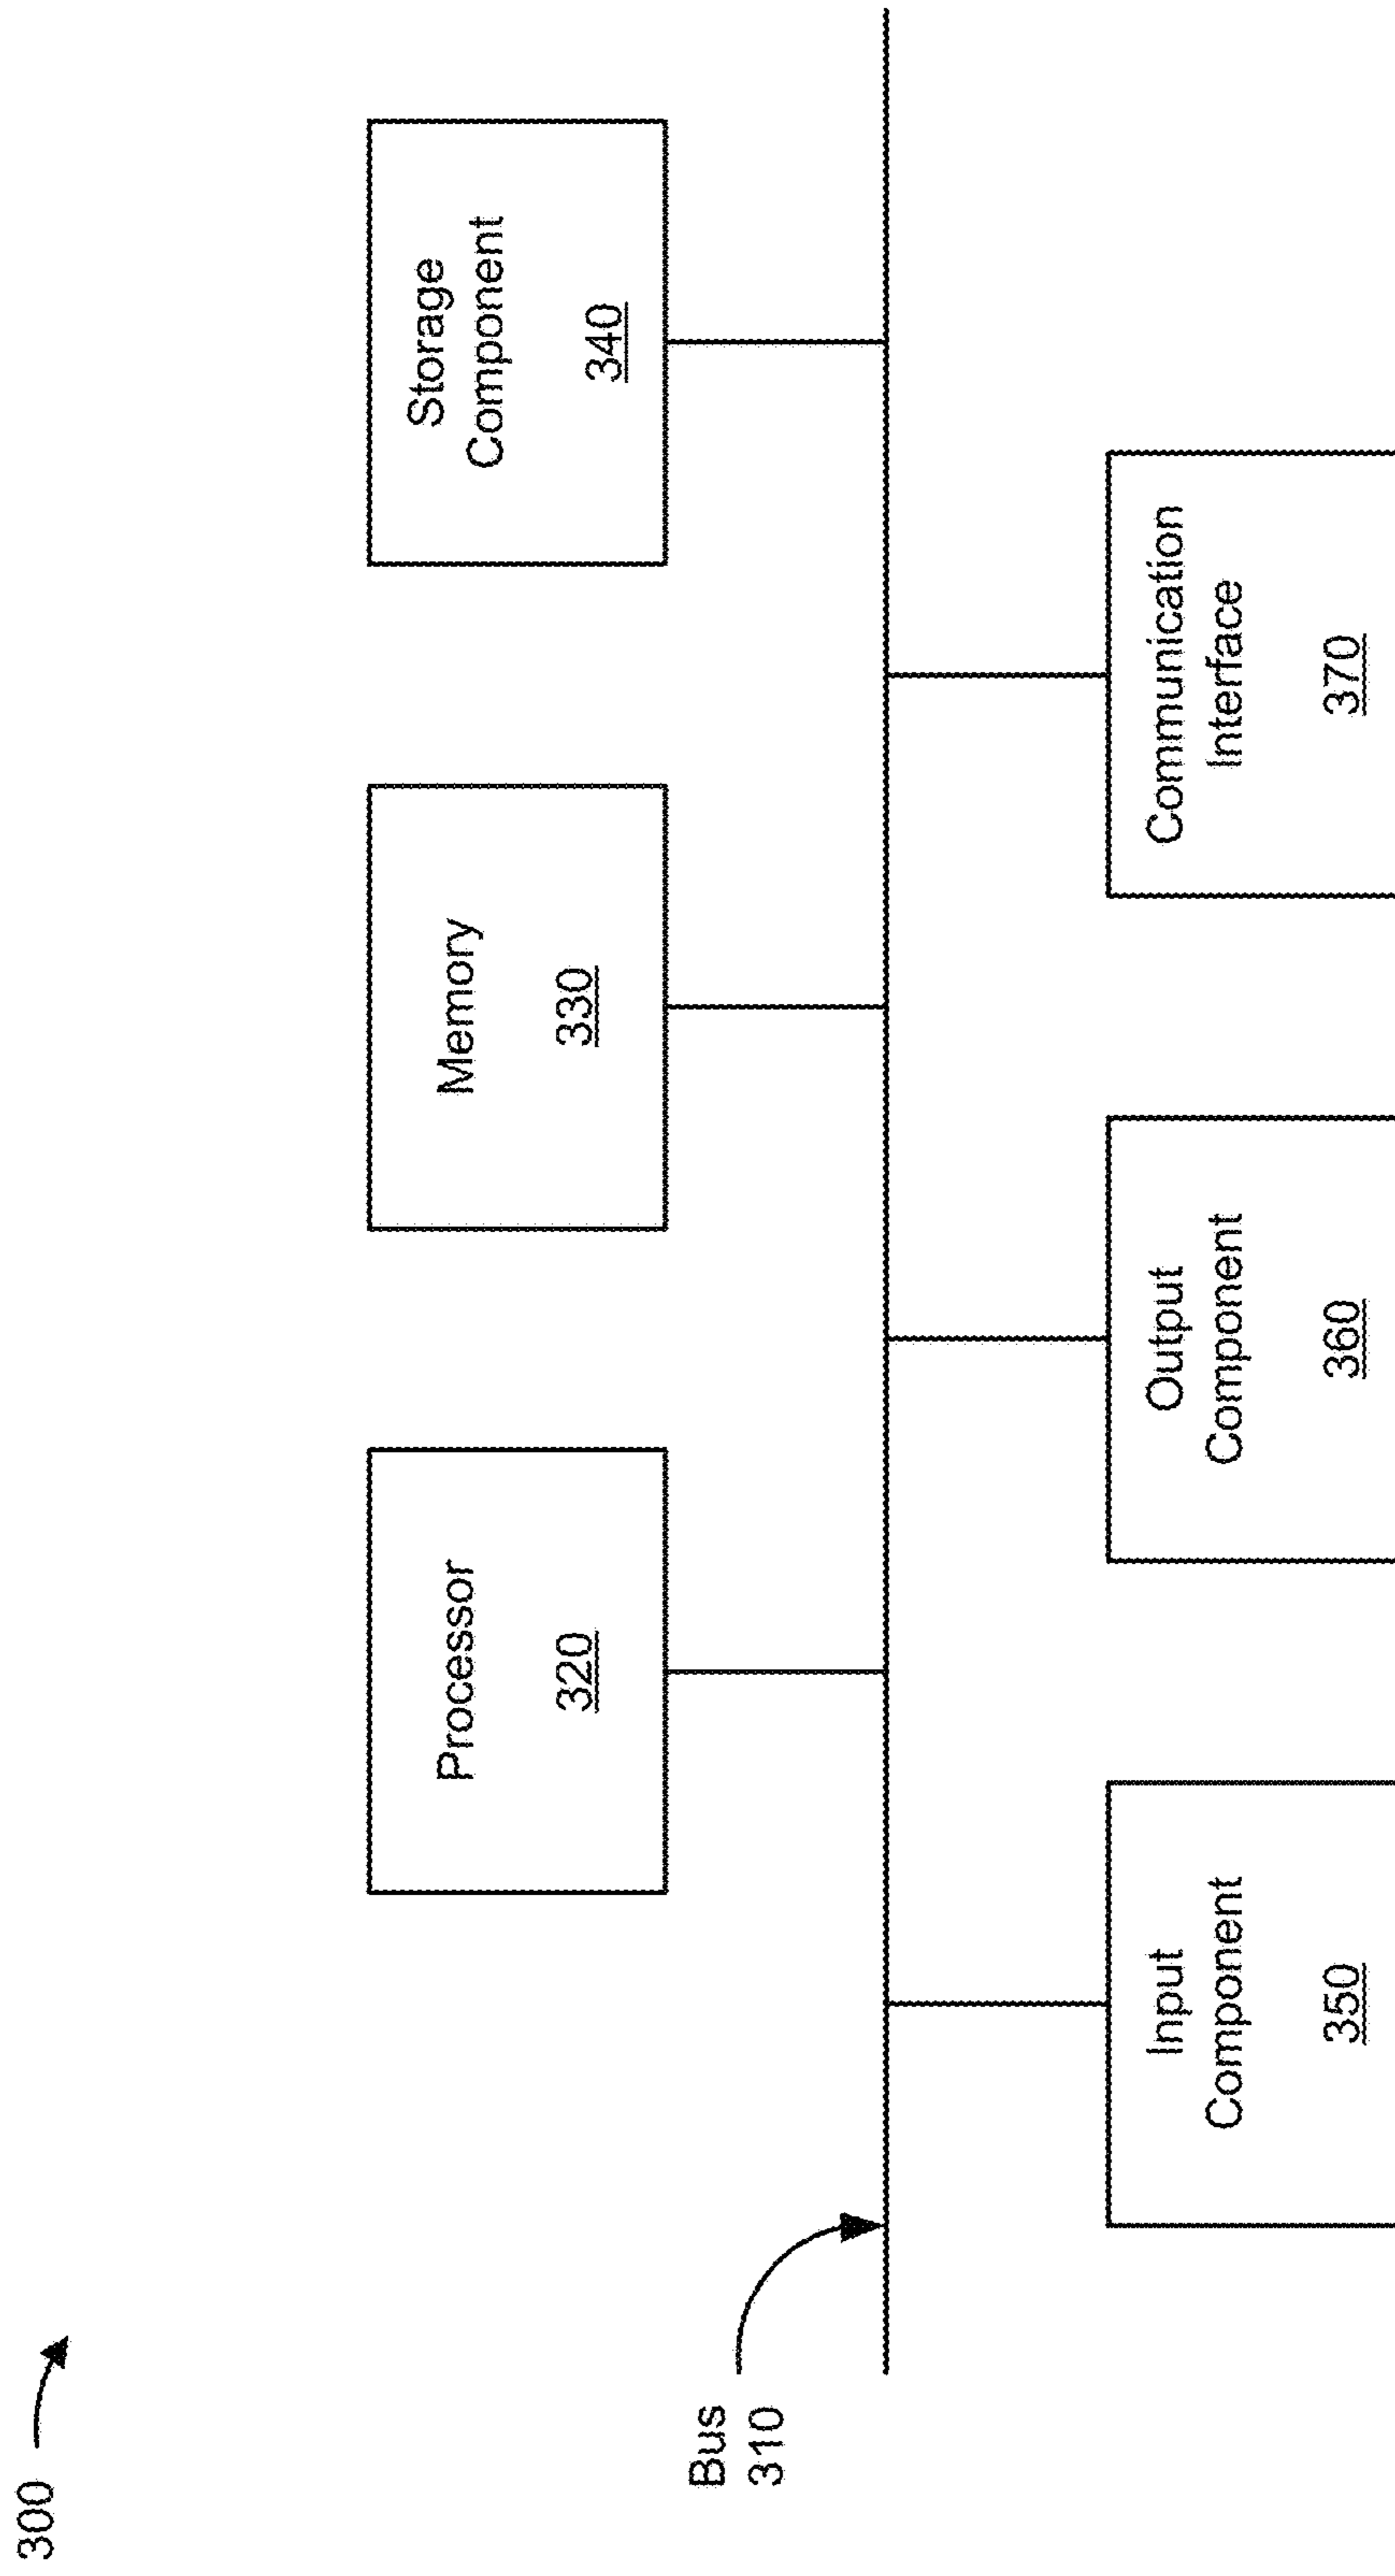 300
Processor
320
Memory
330
Storage
Component
340
Bus
310
Input
Component
350
Output
Component
360
Communication
Interface
370